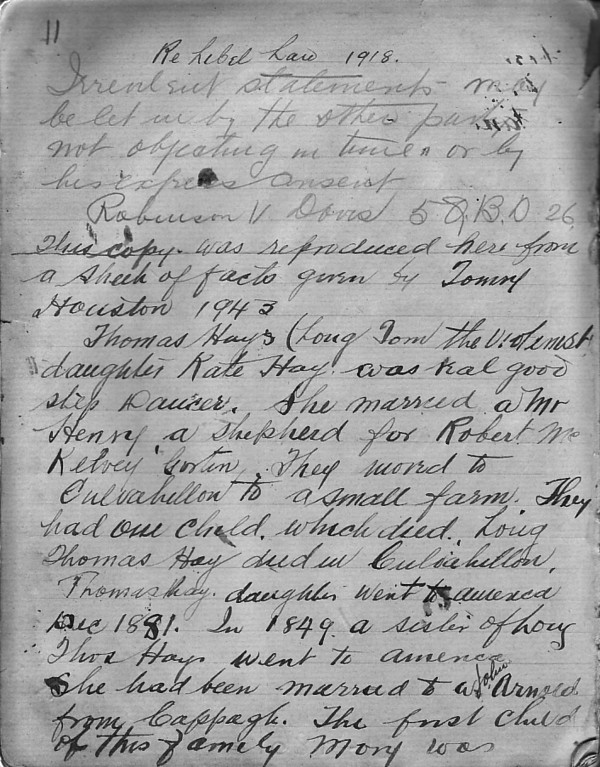 11
Re libel Law 1918.
Irrevelent statements may
be let in by the other party
not objecting in time or by
his express consent
Robinson V Davis 5 Q.B.D 26
This copy was reproduced here from
a sheet of facts given by Tommy
Houston 1943
Thomas Hays (Long Tom the violinist
daughter Kate Hay was real good
step Dancer. She married a Mr
Henry a shepherd for Robert Mc
Kelvey Gortin. They moved to
Culvahullon to a small farm. They
had one child. which died. Long
Thomas Hay died in Culvahullon.
Thomas Hay. daughter went to america
Dec 1881. In 1849 a sister of Long
Thos Hays went to america
She had been married to a John Arnold
from Cappagh. The first child
of this family Mary was